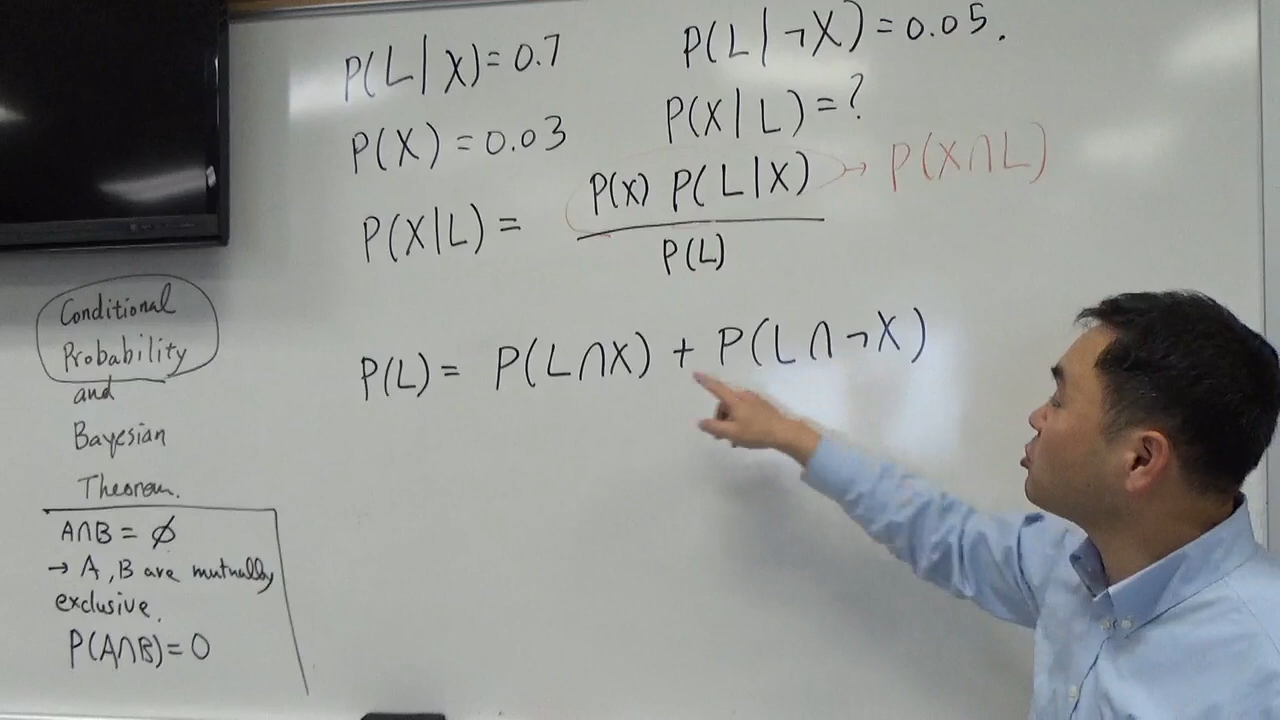 P(L|X)=0.7
P(L|¬X)=0.05.
P(X)=0.03
P(X|L)=?
P(X|L)=
P(X) P(L|X)
→ P(X∩L)
P(L)
P(L)= P(L∩X) + P(L∩¬X)
Conditional
Probability
and
Bayesian
Theorem.
A∩B = ∅
→ A, B are mutually
exclusive.
P(A∩B)=0